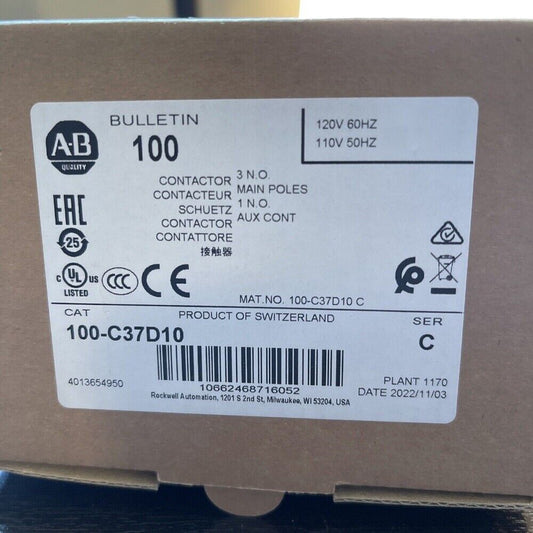 A·B
QUALITY
BULLETIN
100
120V 60HZ
110V 50HZ
CONTACTOR
CONTACTEUR
SCHUETZ
CONTACTOR
CONTATTORE
接触器
3 N.O.
MAIN POLES
1 N.O.
AUX CONT
EAC
25
C UL US
LISTED
CCC
CE
MAT.NO. 100-C37D10 C
CAT
100-C37D10
PRODUCT OF SWITZERLAND
SER
C
4013654950
10662468716052
PLANT 1170
DATE 2022/11/03
Rockwell Automation, 1201 S 2nd St, Milwaukee, WI 53204, USA